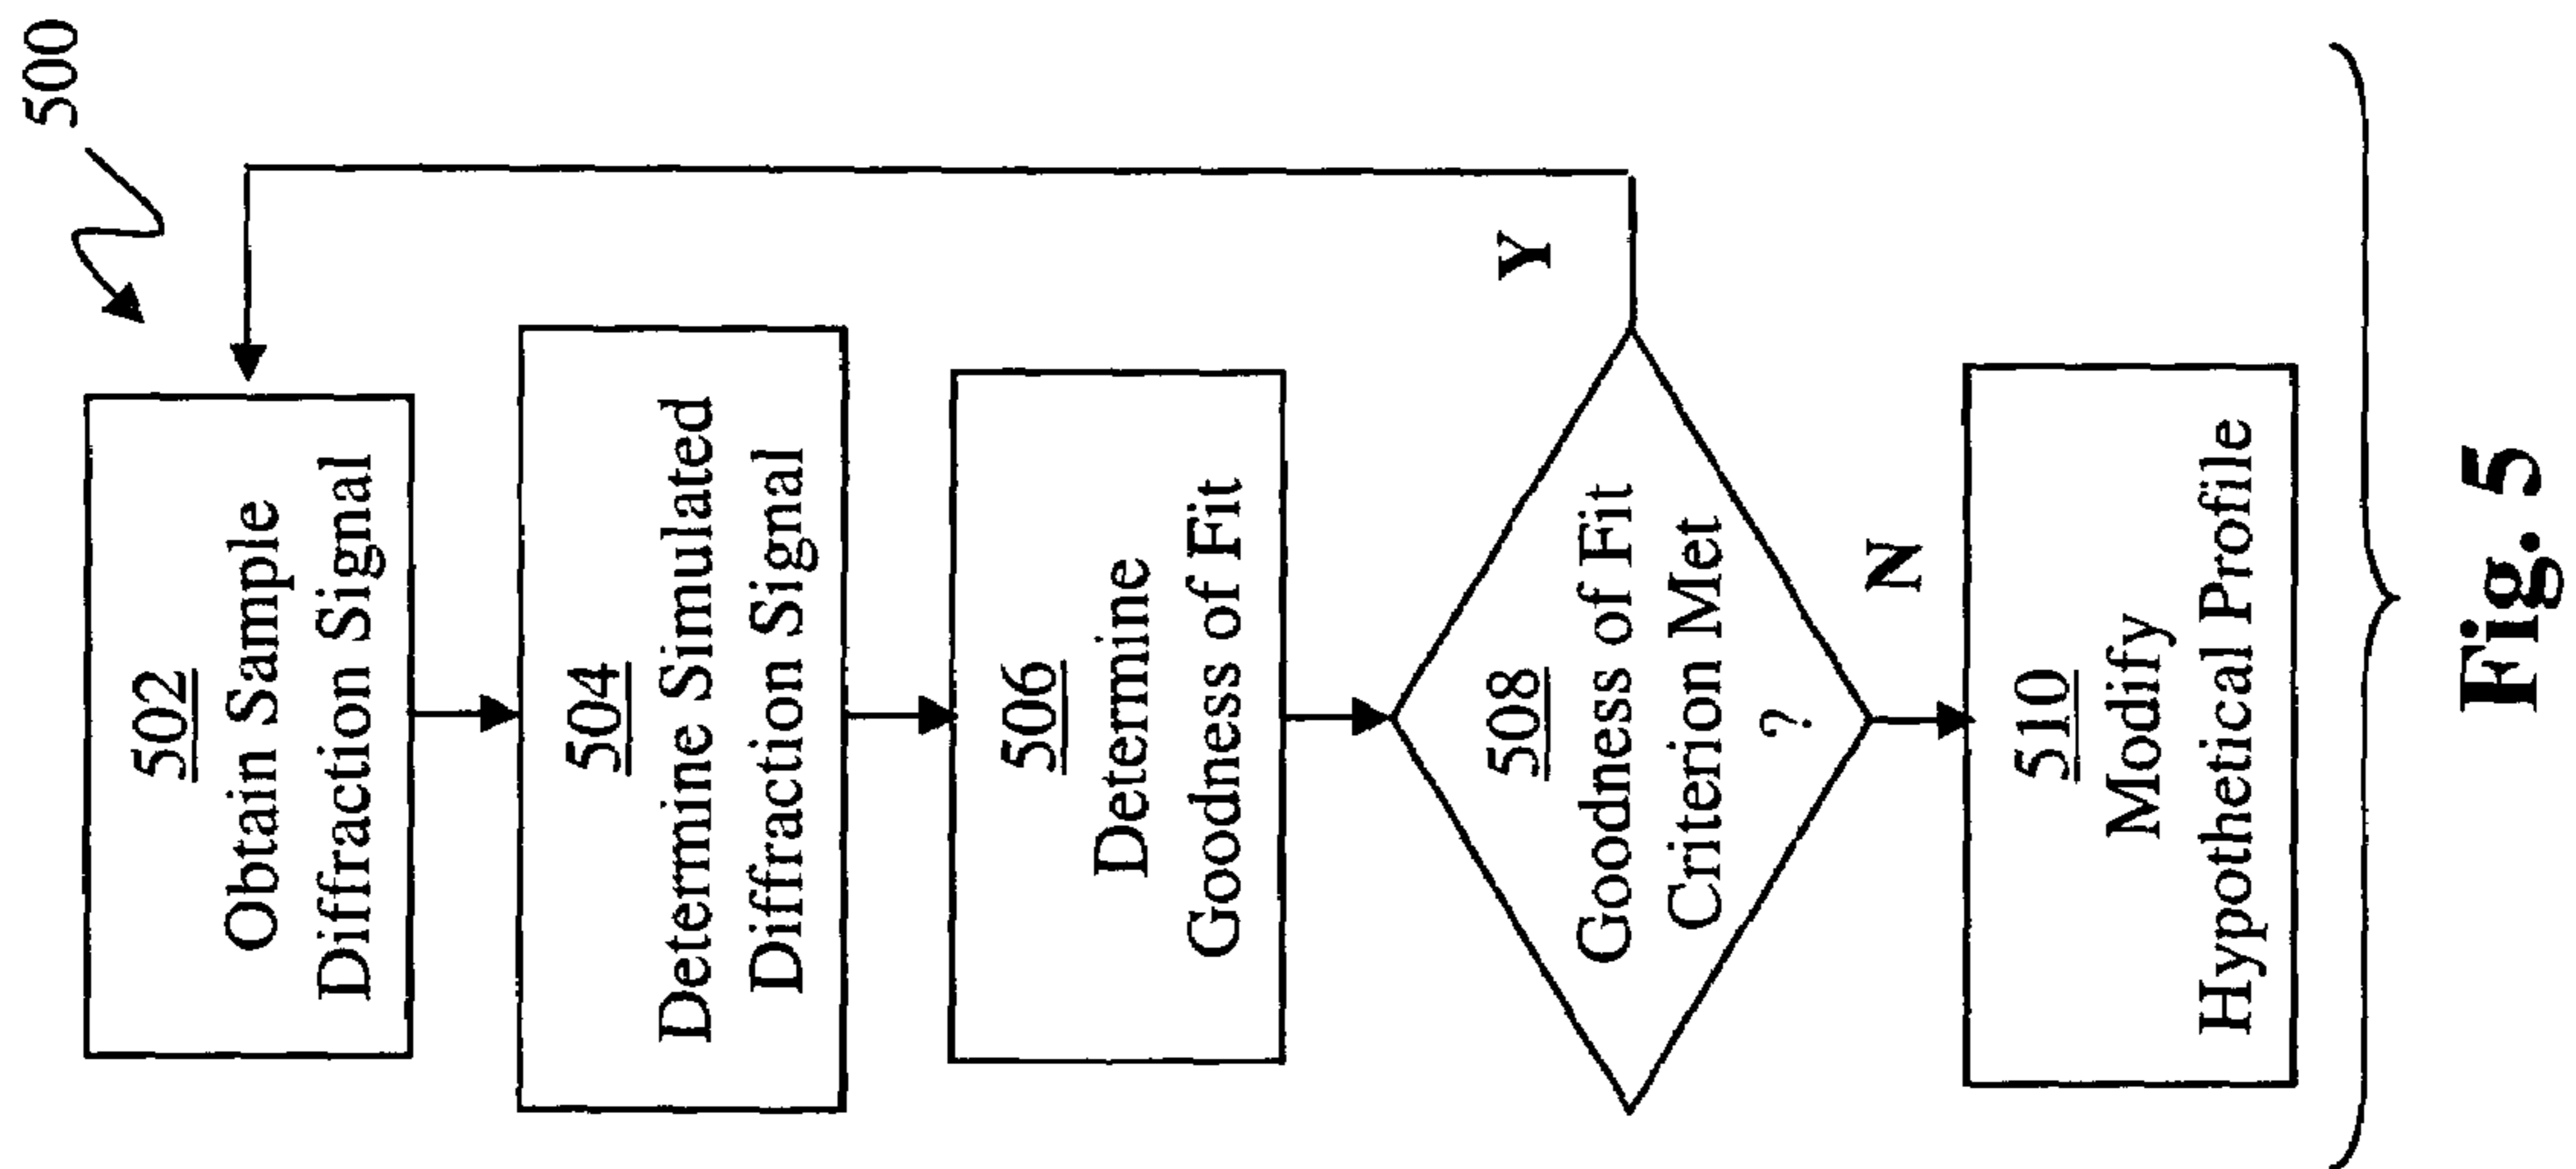 500
502
Obtain Sample
Diffraction Signal
504
Determine Simulated
Diffraction Signal
506
Determine
Goodness of Fit
508
Goodness of Fit
Criterion Met
?
Y
N
510
Modify
Hypothetical Profile
Fig. 5